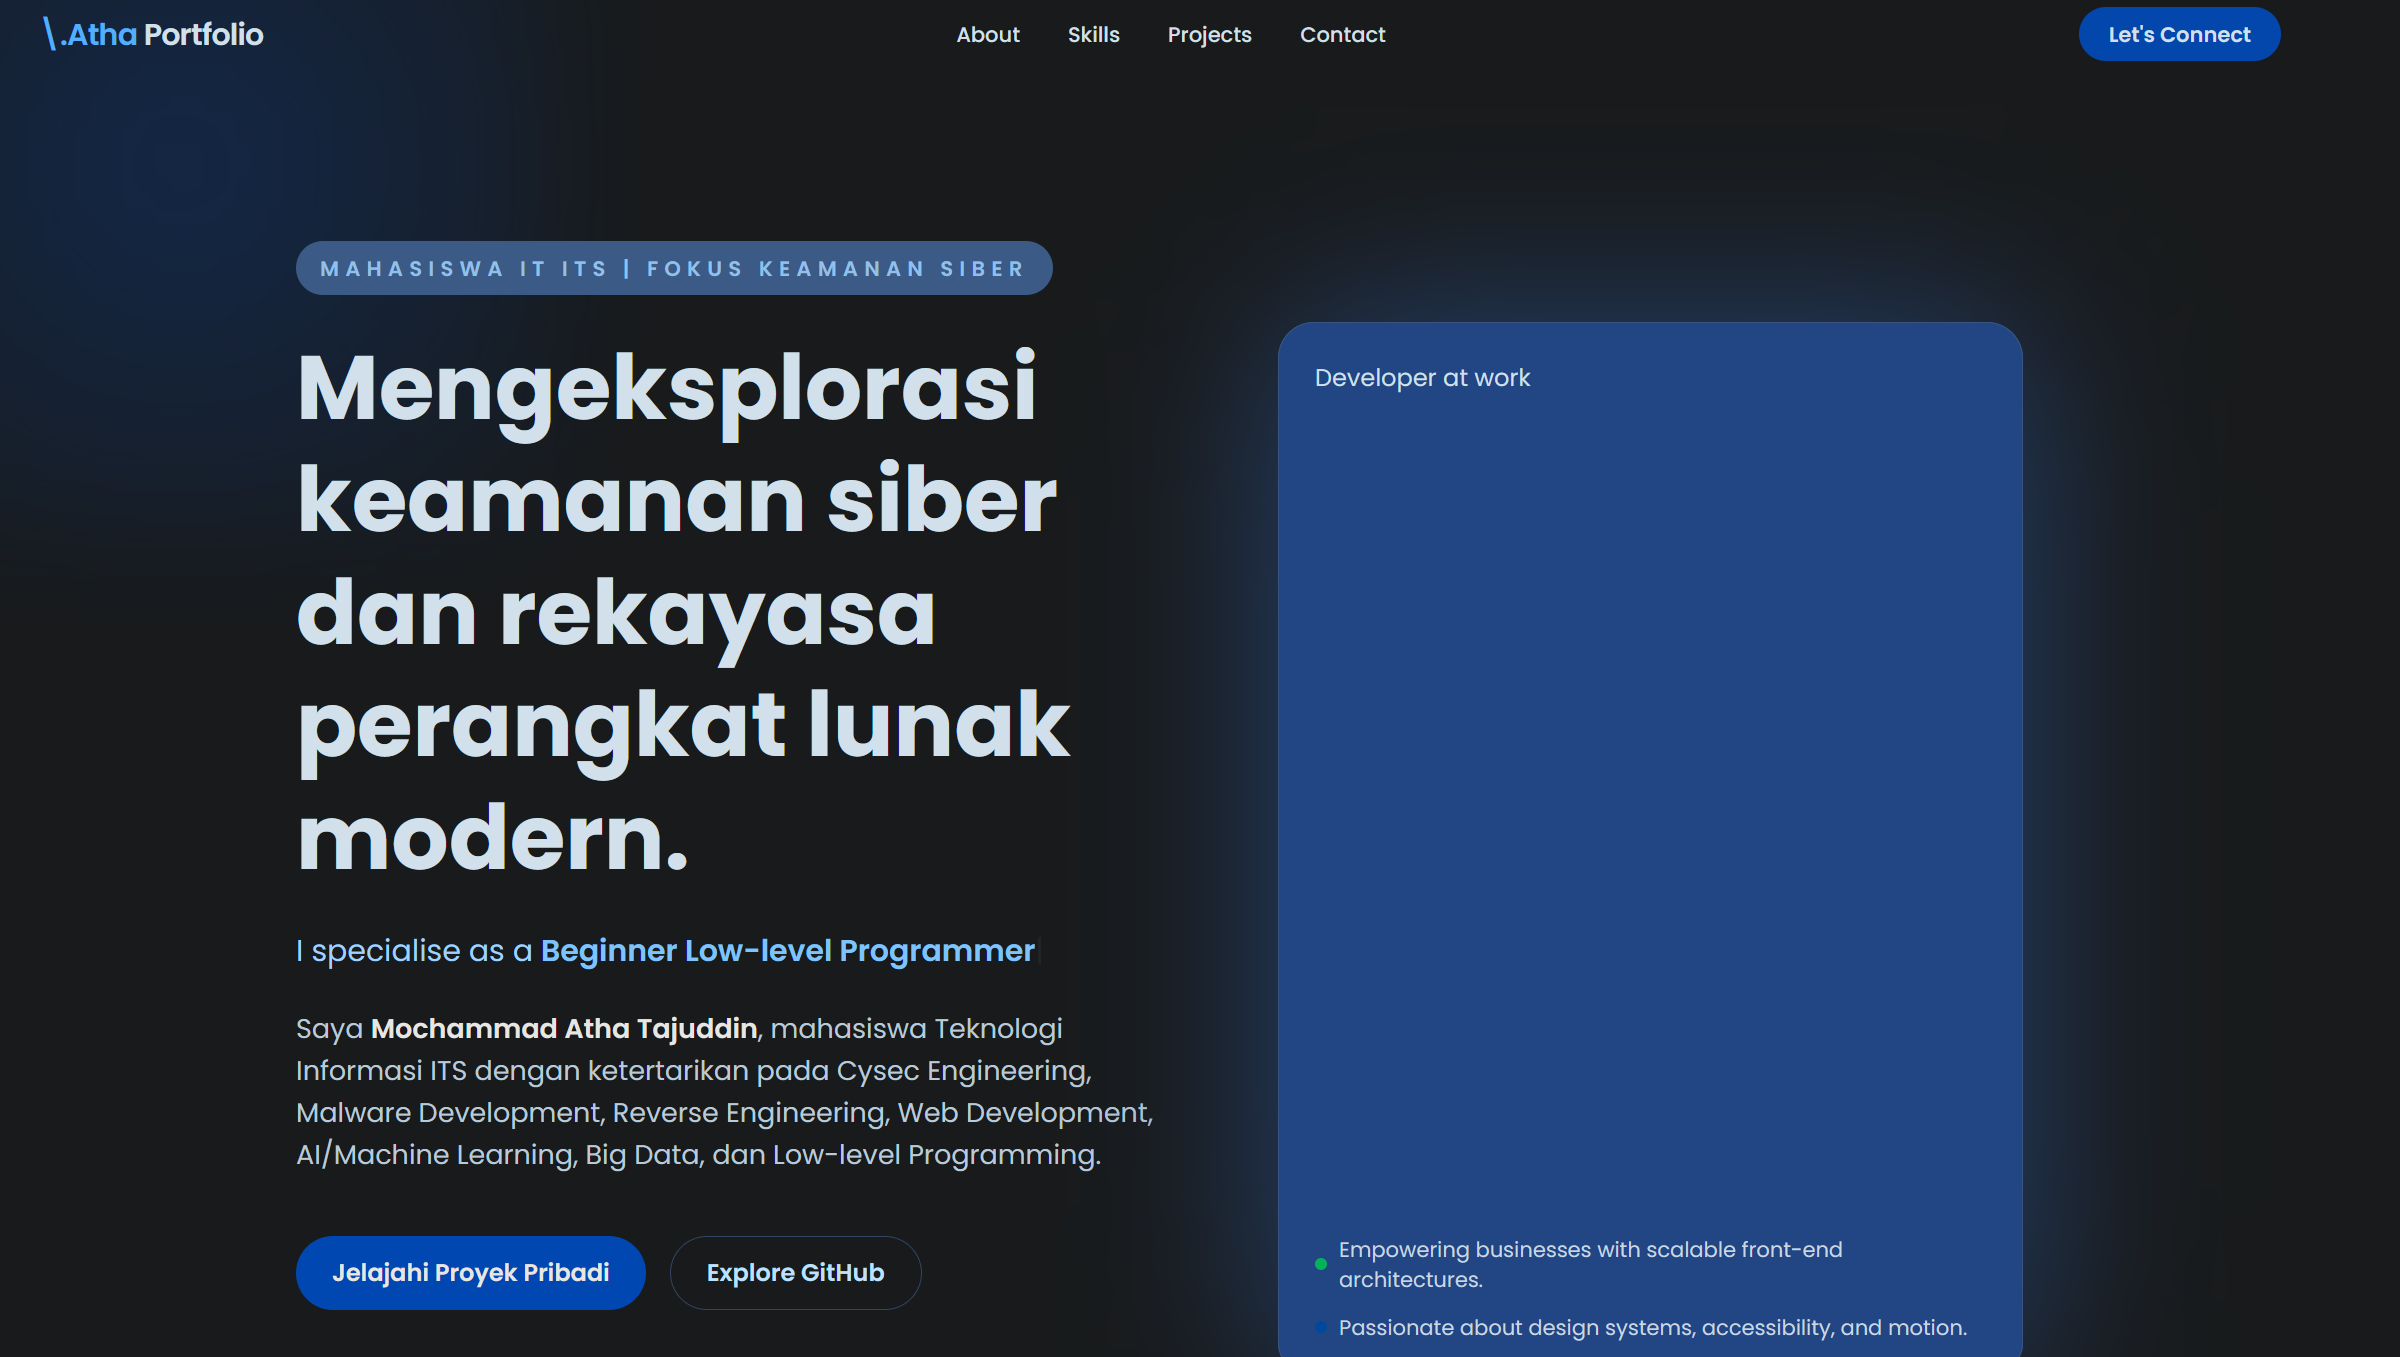 \.Atha Portfolio
About
Skills
Projects
Contact
Let's Connect
MAHASISWA IT ITS | FOKUS KEAMANAN SIBER
Mengeksplorasi
keamanan siber
dan rekayasa
perangkat lunak
modern.
I specialise as a Beginner Low-level Programmer
Saya Mochammad Atha Tajuddin, mahasiswa Teknologi
Informasi ITS dengan ketertarikan pada Cysec Engineering,
Malware Development, Reverse Engineering, Web Development,
AI/Machine Learning, Big Data, dan Low-level Programming.
Jelajahi Proyek Pribadi
Explore GitHub
Developer at work
Empowering businesses with scalable front-end
architectures.
Passionate about design systems, accessibility, and motion.